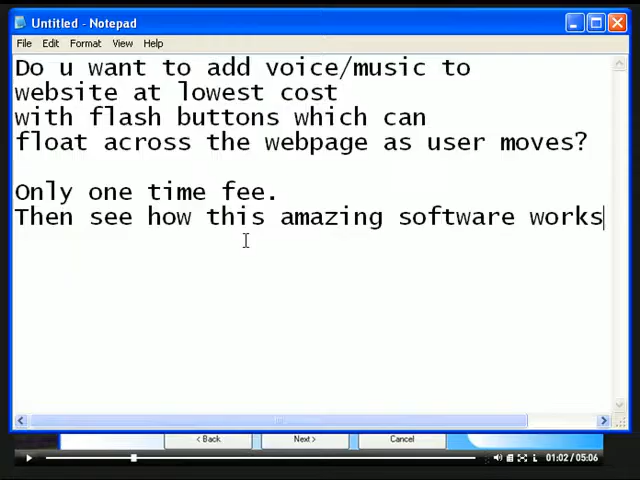 Untitled - Notepad
File Edit Format View Help
Do u want to add voice/music to
website at lowest cost
with flash buttons which can
float across the webpage as user moves?
Only one time fee.
Then see how this amazing software works
< Back Next > Cancel
01:02 / 05:06